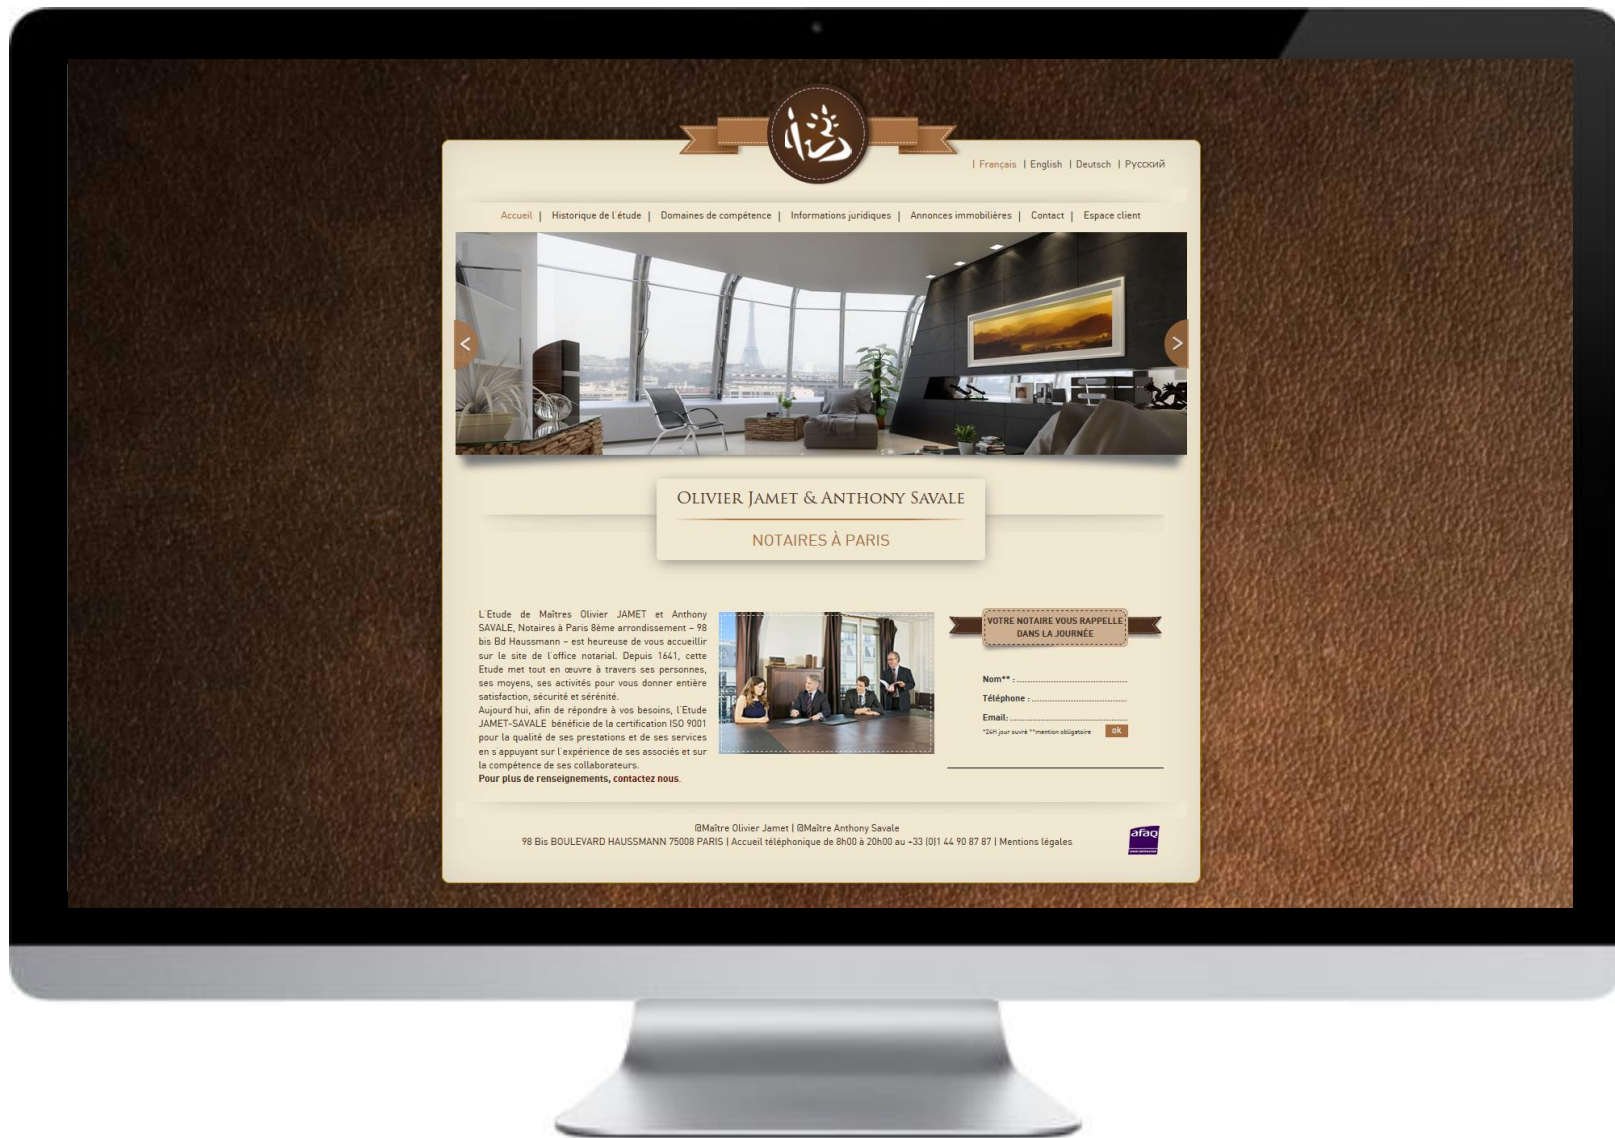 | Français | English | Deutsch | Русский
Accueil | Historique de l'étude | Domaines de compétence | Informations juridiques | Annonces immobilières | Contact | Espace client
<
>
OLIVIER JAMET & ANTHONY SAVALE
NOTAIRES À PARIS
L'Etude de Maîtres Olivier JAMET et Anthony
SAVALE, Notaires à Paris 8ème arrondissement – 98
bis Bd Haussmann – est heureuse de vous accueillir
sur le site de l'office notarial. Depuis 1641, cette
Etude met tout en œuvre à travers ses personnes,
ses moyens, ses activités pour vous donner entière
satisfaction, sécurité et sérénité.
Aujourd'hui, afin de répondre à vos besoins, l'Etude
JAMET-SAVALE bénéficie de la certification ISO 9001
pour la qualité de ses prestations et de ses services
en s'appuyant sur l'expérience de ses associés et sur
la compétence de ses collaborateurs.
Pour plus de renseignements, contactez nous.
VOTRE NOTAIRE VOUS RAPPELLE
DANS LA JOURNÉE
Nom** :
Téléphone :
Email:
*24H jour ouvré **mention obligatoire
ok
@Maître Olivier Jamet | @Maître Anthony Savale
98 Bis BOULEVARD HAUSSMANN 75008 PARIS | Accueil téléphonique de 8h00 à 20h00 au +33 (0)1 44 90 87 87 | Mentions légales
afaq